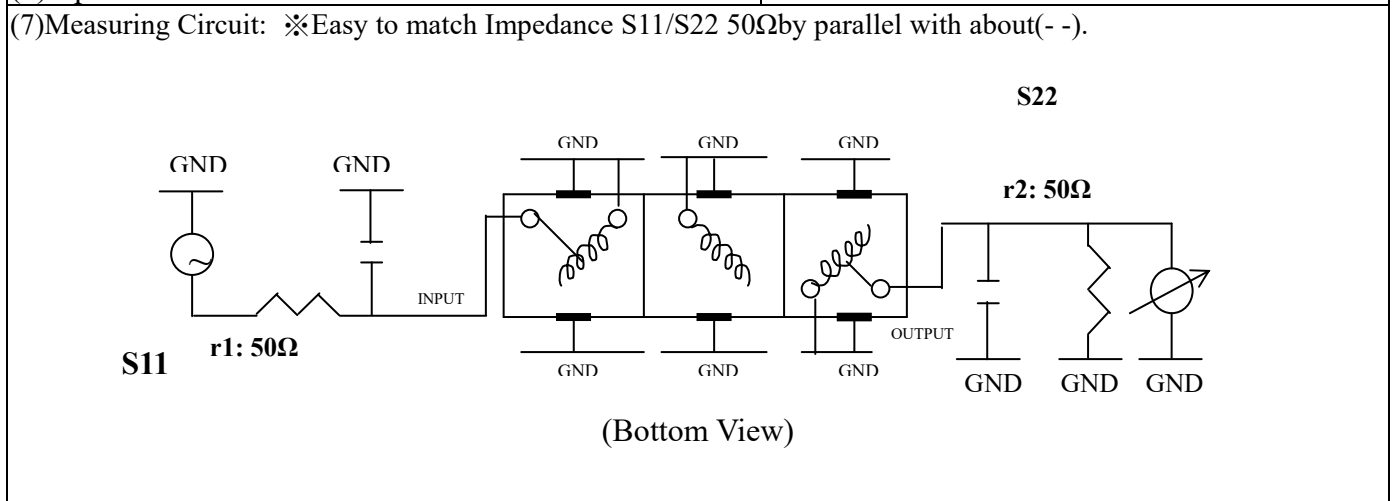 (7)Measuring Circuit: ※Easy to match Impedance S11/S22 50Ωby parallel with about(- -).
S22
GND GND GND
GND GND
r2: 50Ω
INPUT
OUTPUT
r1: 50Ω
S11
GND GND GND
GND GND GND
(Bottom View)